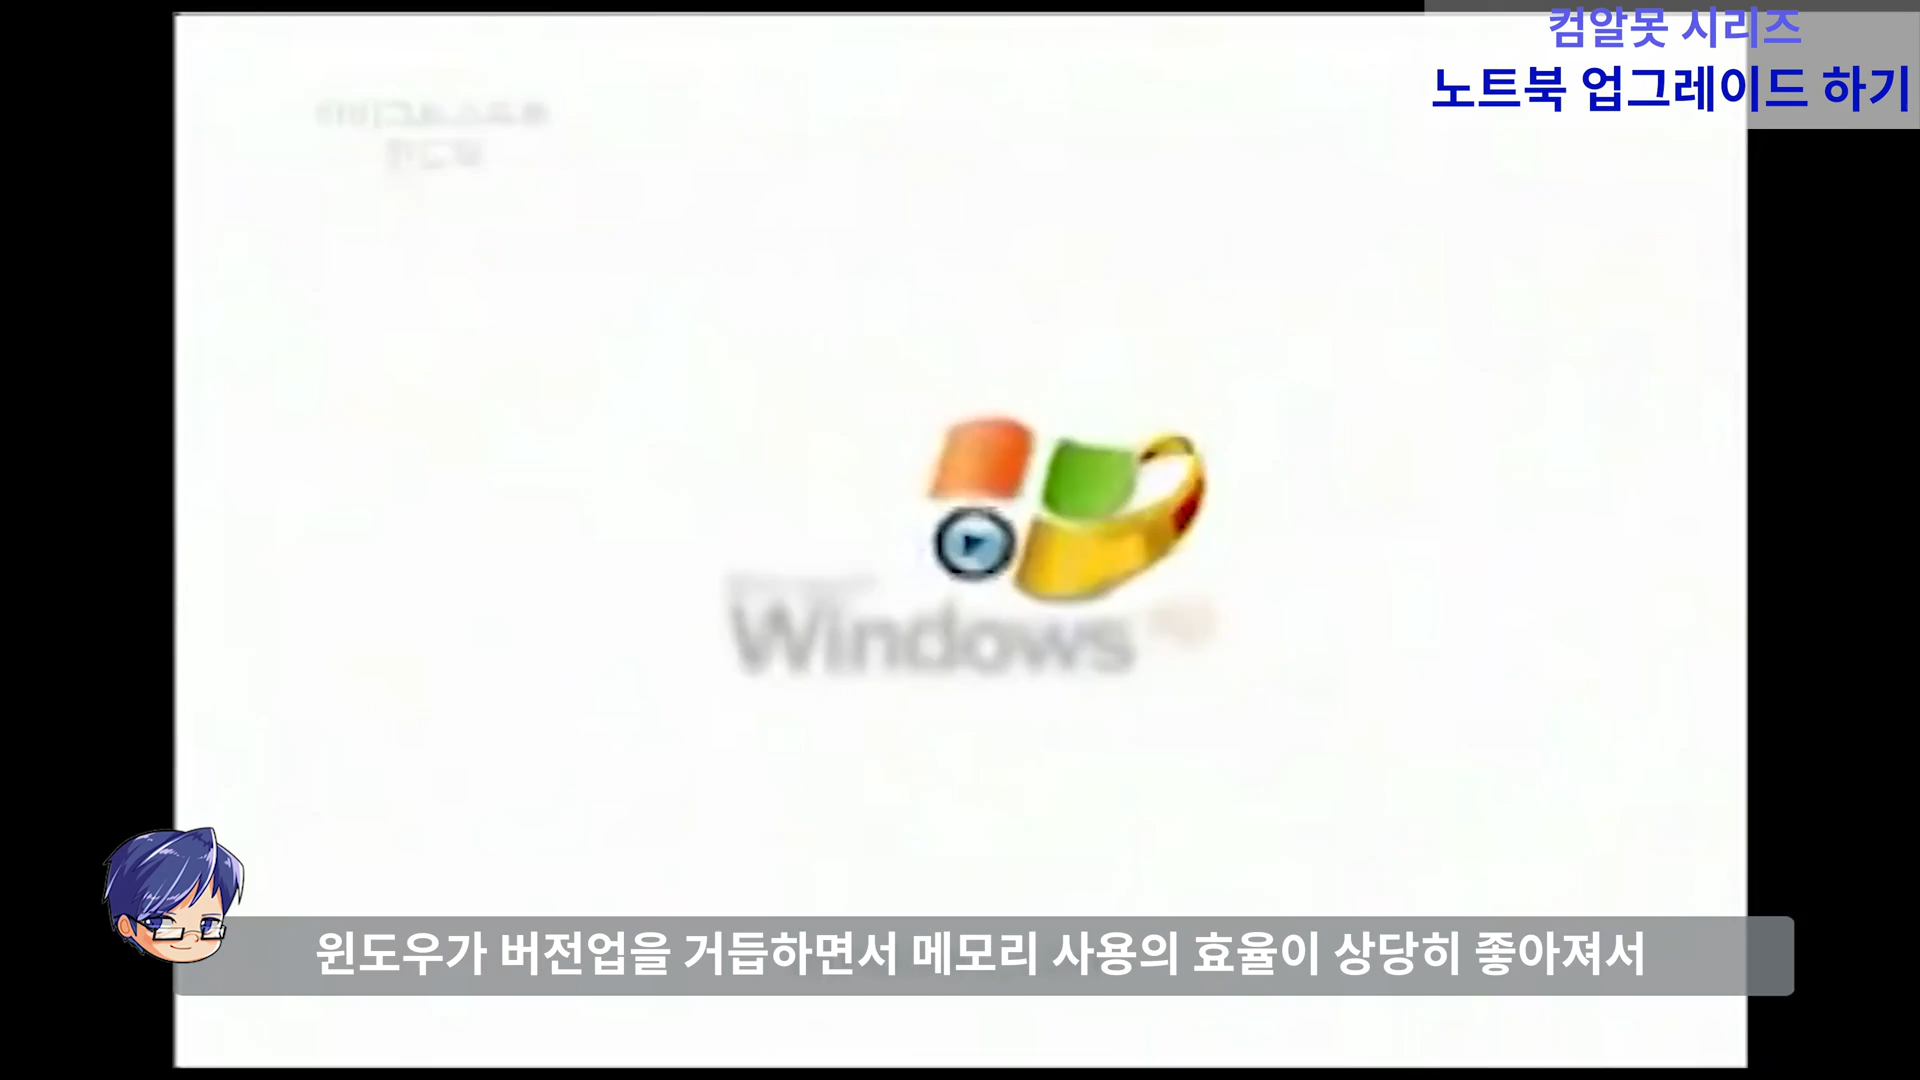 컴알못 시리즈
노트북 업그레이드 하기
Windows
윈도우가 버전업을 거듭하면서 메모리 사용의 효율이 상당히 좋아져서